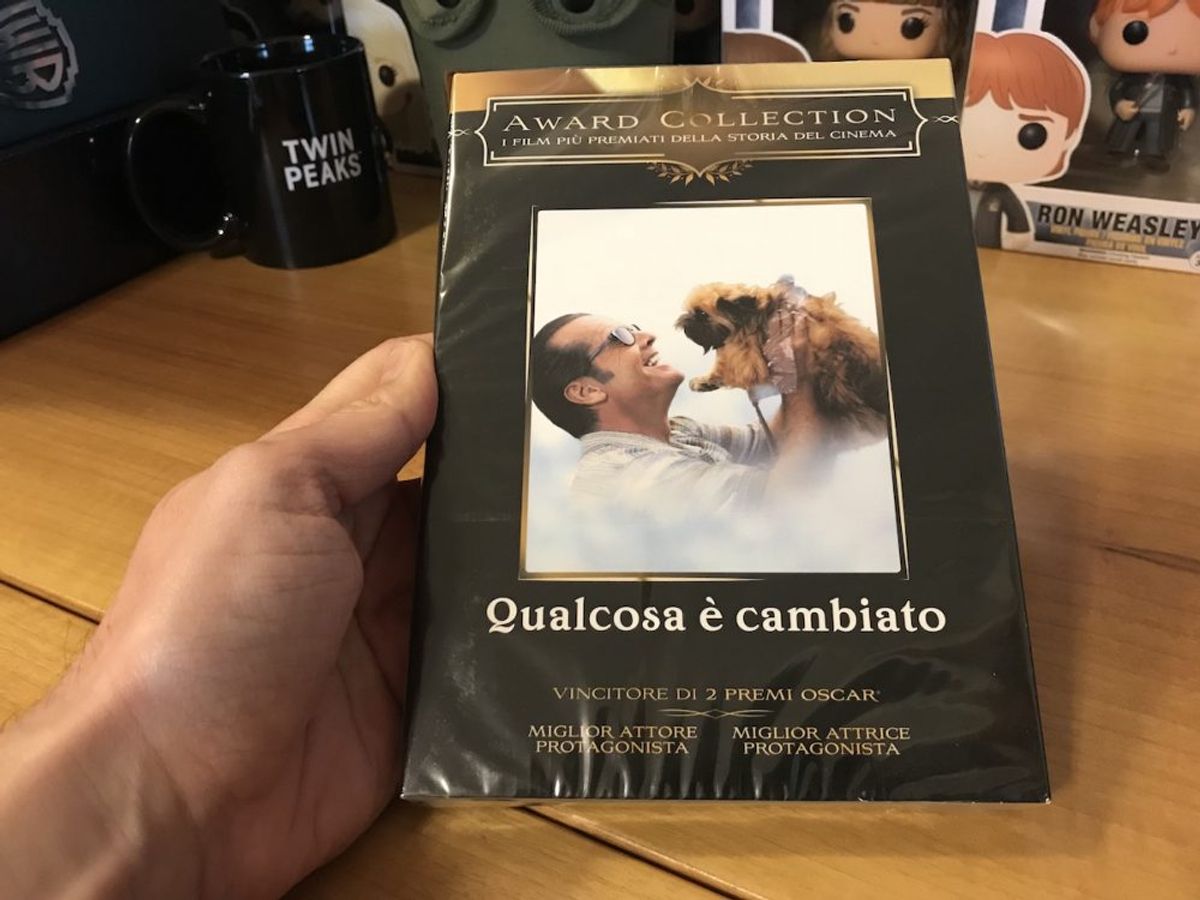 TWIN
PEAKS
AWARD COLLECTION
I FILM PIÙ PREMIATI DELLA STORIA DEL CINEMA
RON WEASLEY
Qualcosa è cambiato
VINCITORE DI 2 PREMI OSCAR®
MIGLIOR ATTORE
PROTAGONISTA
MIGLIOR ATTRICE
PROTAGONISTA